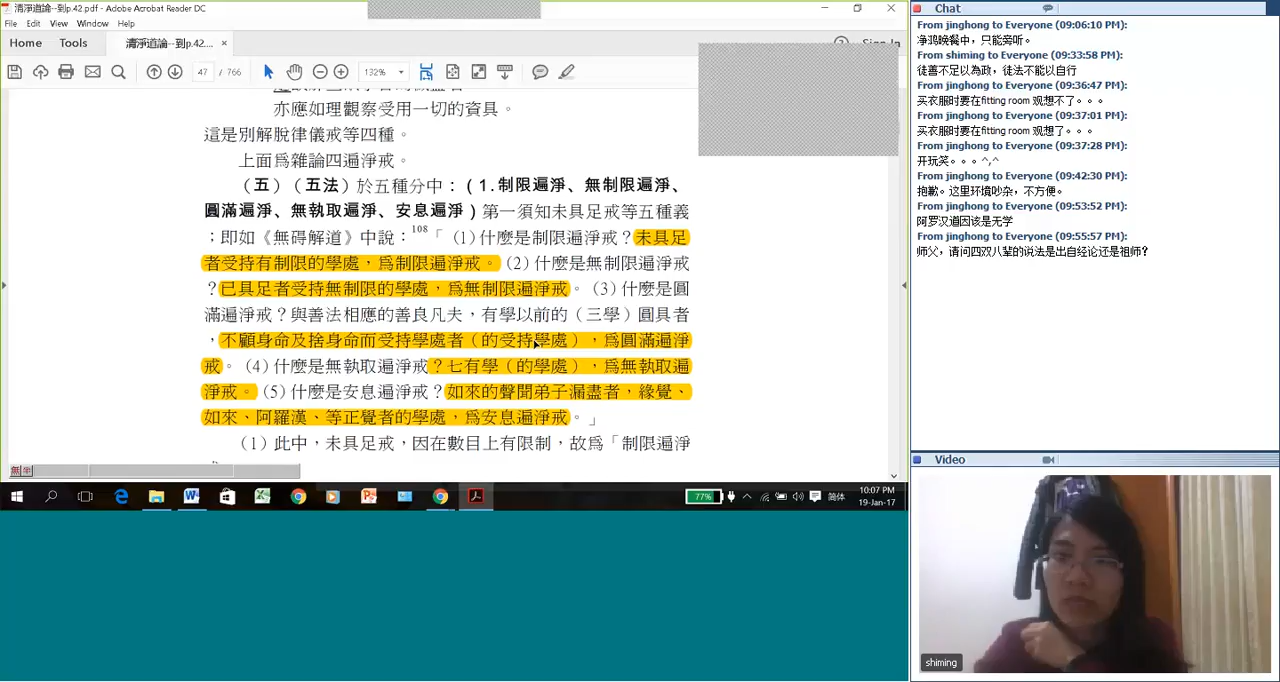 清淨道論--到p.42.pdf - Adobe Acrobat Reader DC
File Edit View Window Help
Home Tools 清淨道論--到p.42.... × Sign In
47 / 766 132%
亦應如理觀察受用一切的資具。
這是別解脫律儀戒等四種。
上面爲雜論四遍淨戒。
（五）（五法）於五種分中：（1.制限遍淨、無制限遍淨、
圓滿遍淨、無執取遍淨、安息遍淨）第一須知未具足戒等五種義
；即如《無碍解道》中說：108「（1)什麼是制限遍淨戒？未具足
者受持有制限的學處，爲制限遍淨戒。（2）什麼是無制限遍淨戒
？已具足者受持無制限的學處，爲無制限遍淨戒。（3）什麼是圓
滿遍淨戒？與善法相應的善良凡夫，有學以前的（三學）圓具者
，不顧身命及捨身命而受持學處者（的受持學處），爲圓滿遍淨
戒。（4）什麼是無執取遍淨戒？七有學（的學處），爲無執取遍
淨戒。（5）什麼是安息遍淨戒？如來的聲聞弟子漏盡者，緣覺、
如來、阿羅漢、等正覺者的學處，爲安息遍淨戒。」
（1）此中，未具足戒，因在數目上有限制，故爲「制限遍淨
77% 简体 10:07 PM
19-Jan-17
Chat
From jinghong to Everyone (09:06:10 PM):
净鸿晚餐中，只能旁听。
From shiming to Everyone (09:33:58 PM):
徒善不足以為政，徒法不能以自行
From jinghong to Everyone (09:36:47 PM):
买衣服时要在fitting room 观想不了。。。
From jinghong to Everyone (09:37:01 PM):
买衣服时要在fitting room 观想了。。。
From jinghong to Everyone (09:37:28 PM):
开玩笑。。。^,^
From jinghong to Everyone (09:42:30 PM):
抱歉。这里环境吵杂，不方便。
From jinghong to Everyone (09:53:52 PM):
阿罗汉道因该是无学
From jinghong to Everyone (09:55:57 PM):
师父，请问四双八辈的说法是出自经论还是祖师?
Video
shiming